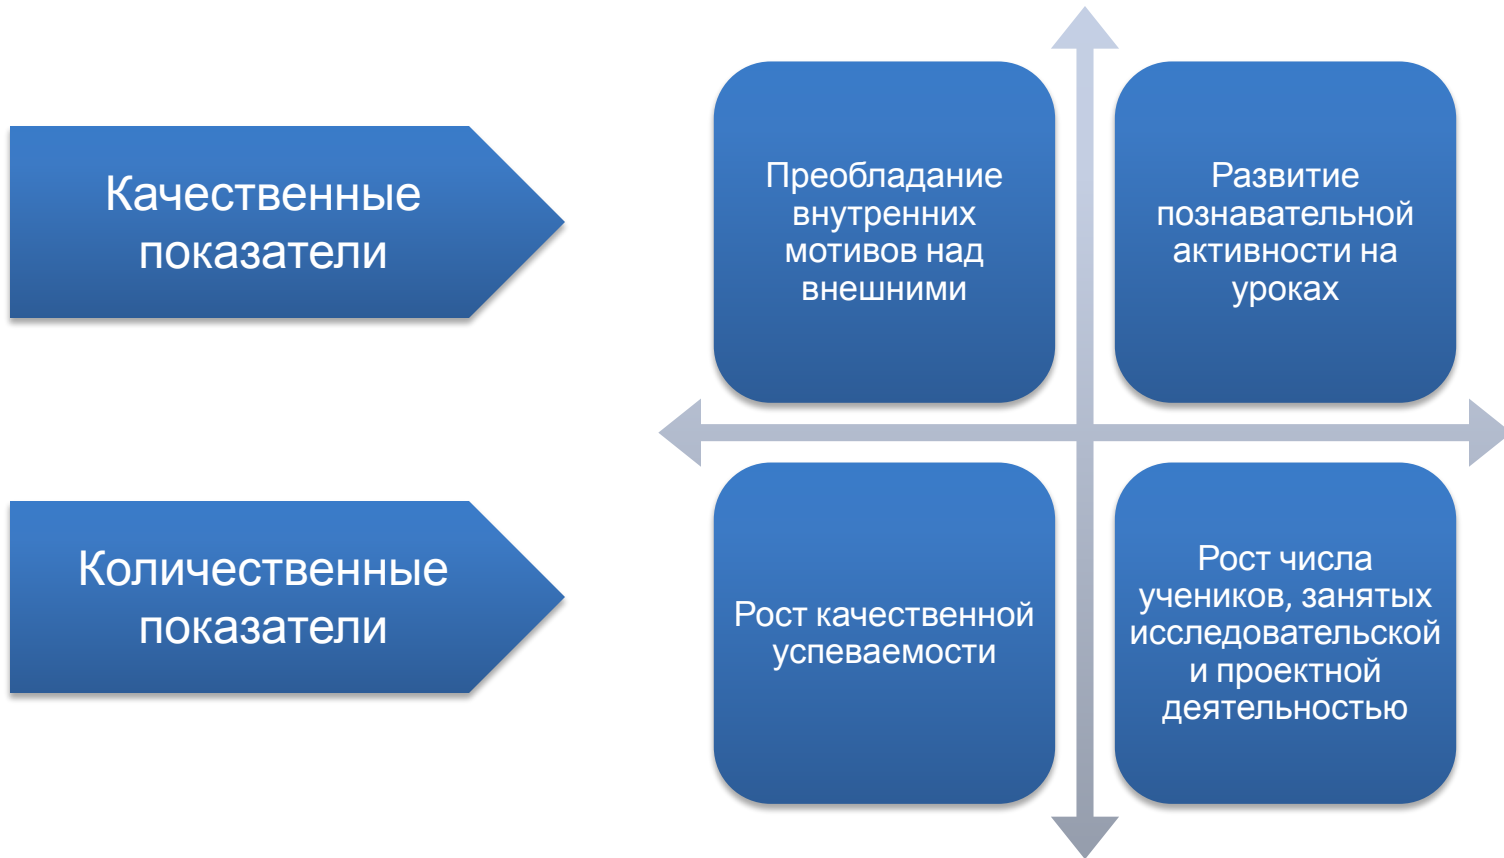 Качественные
показатели
Преобладание
внутренних
мотивов над
внешними
Развитие
познавательной
активности на
уроках
Количественные
показатели
Рост качественной
успеваемости
Рост числа
учеников, занятых
исследовательской
и проектной
деятельностью